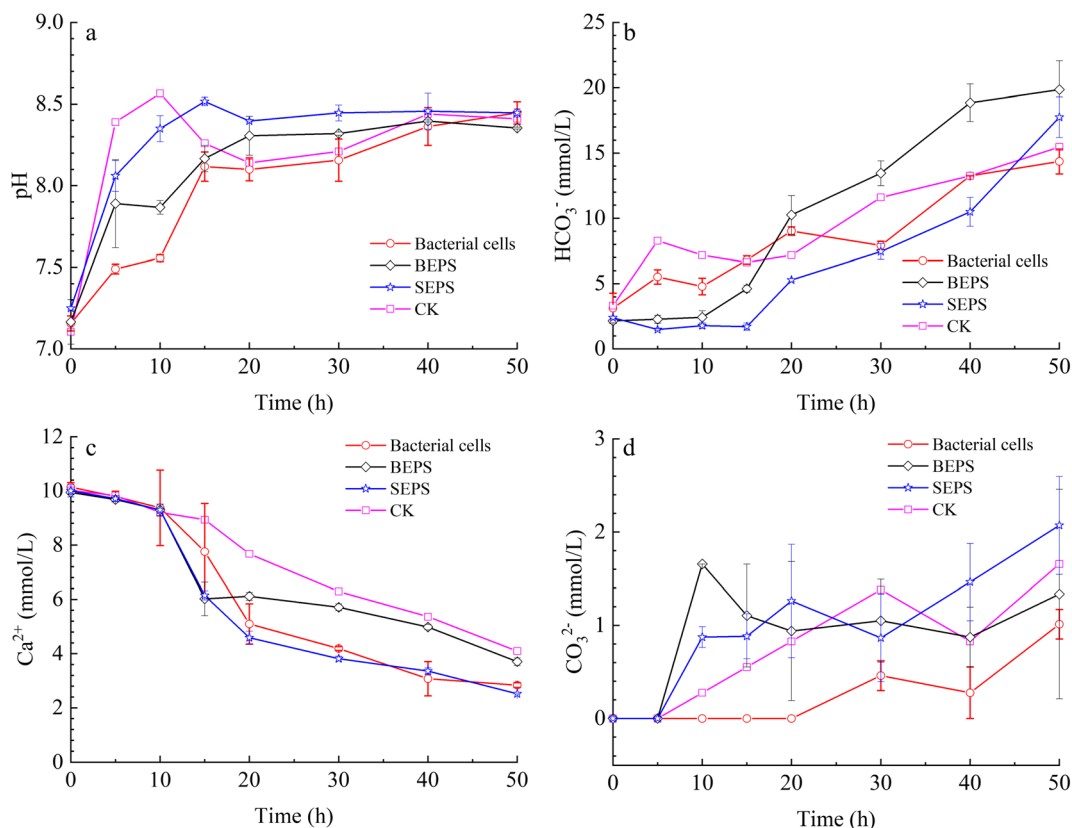 a
9.0
8.5
8.0
7.5
7.0
pH
0 10 20 30 40 50
Time (h)
Bacterial cells
BEPS
SEPS
CK
b
25
20
15
10
5
0
HCO₃⁻ (mmol/L)
0 10 20 30 40 50
Time (h)
Bacterial cells
BEPS
SEPS
CK
c
12
10
8
6
4
2
0
Ca²⁺ (mmol/L)
0 10 20 30 40 50
Time (h)
Bacterial cells
BEPS
SEPS
CK
d
3
2
1
0
CO₃²⁻ (mmol/L)
0 10 20 30 40 50
Time (h)
Bacterial cells
BEPS
SEPS
CK